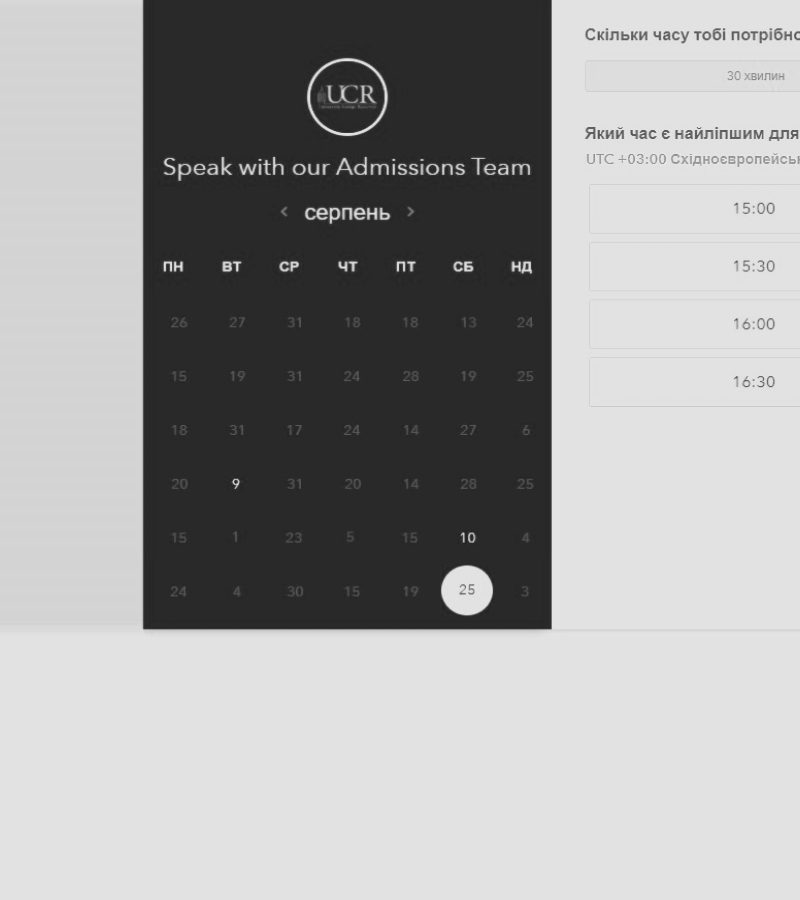 UCR
Speak with our Admissions Team
‹ серпень ›
ПН ВТ СР ЧТ ПТ СБ НД
26 27 31 18 18 13 24
15 19 31 24 28 19 25
18 31 17 24 14 27 6
20 9 31 20 14 28 25
15 1 23 5 15 10 4
24 4 30 15 19 25 3
Скільки часу тобі потрібно
30 хвилин
Який час є найліпшим для
UTC +03:00 Східноєвропейськ
15:00
15:30
16:00
16:30